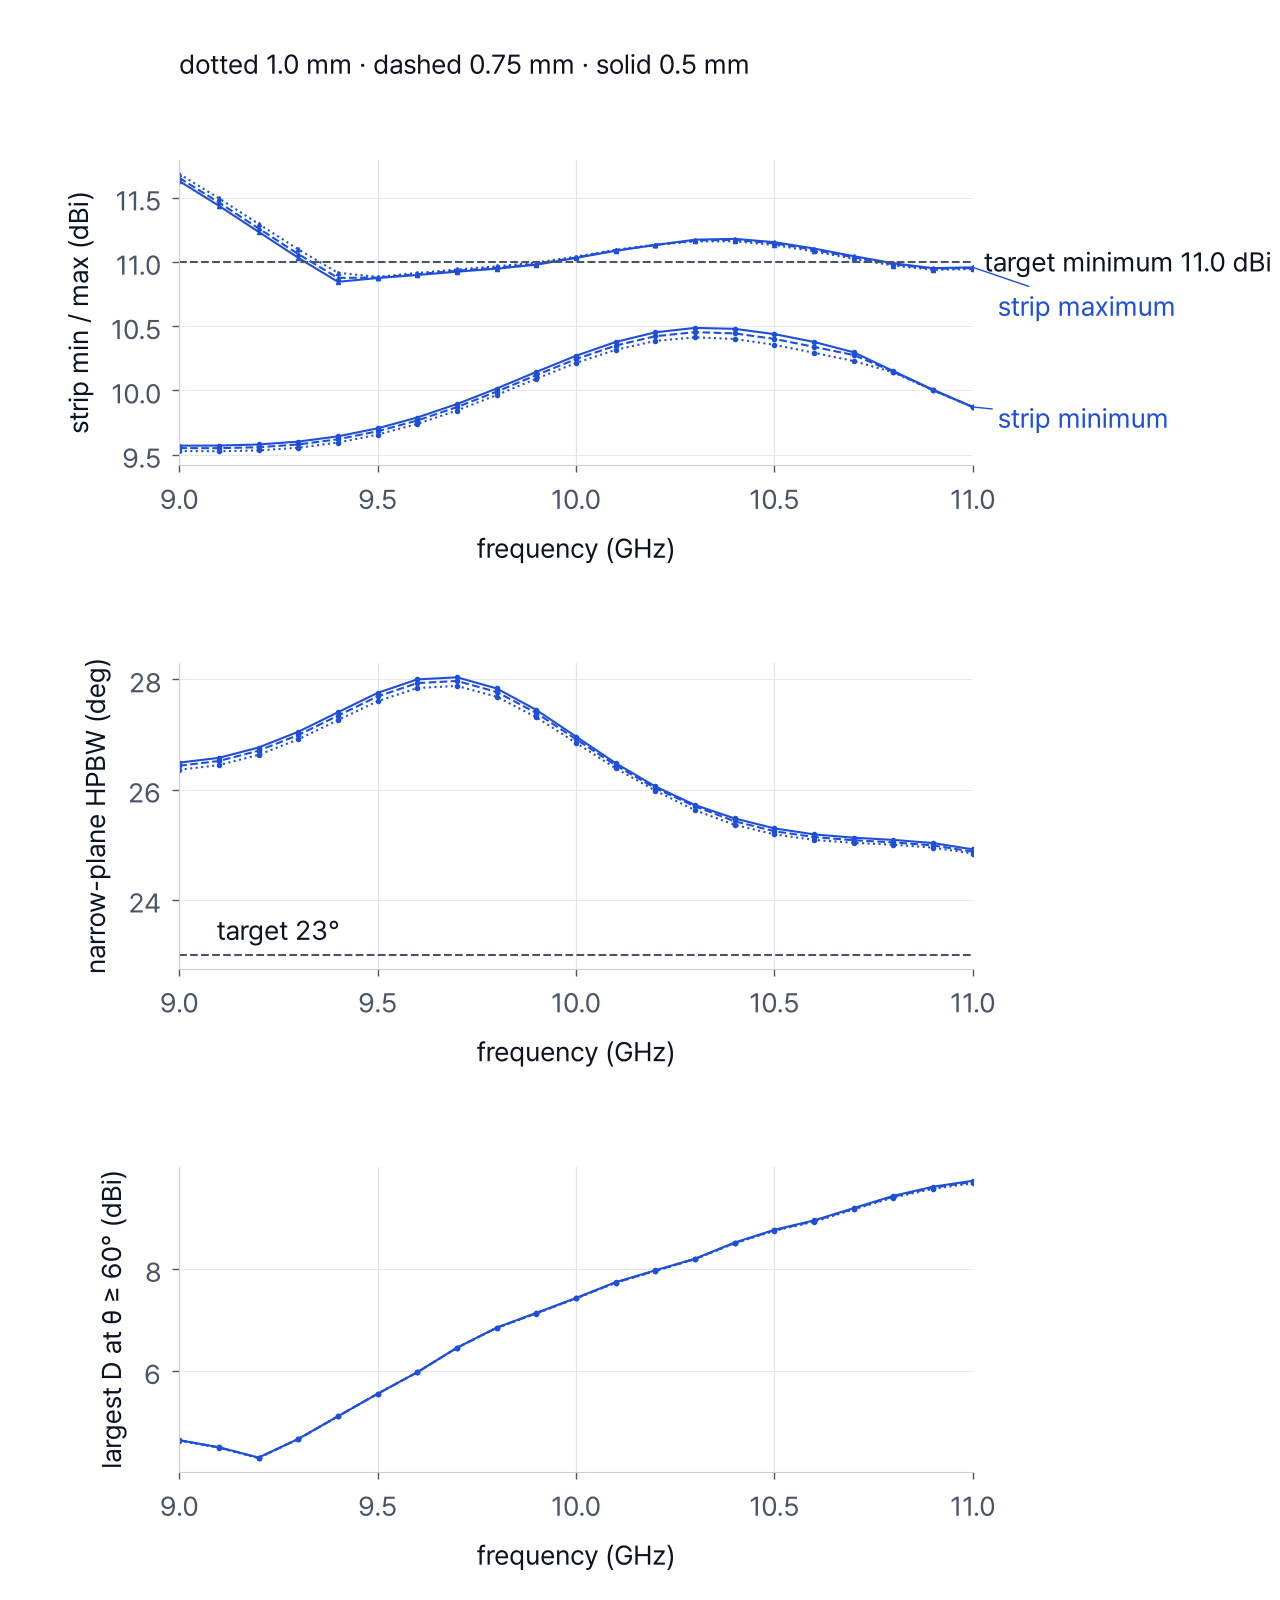 dotted 1.0 mm · dashed 0.75 mm · solid 0.5 mm
strip min / max (dBi)
11.5
11.0
10.5
10.0
9.5
target minimum 11.0 dBi
strip maximum
strip minimum
9.0 9.5 10.0 10.5 11.0
frequency (GHz)
narrow-plane HPBW (deg)
28
26
24
target 23°
9.0 9.5 10.0 10.5 11.0
frequency (GHz)
largest D at θ ≥ 60° (dBi)
8
6
9.0 9.5 10.0 10.5 11.0
frequency (GHz)